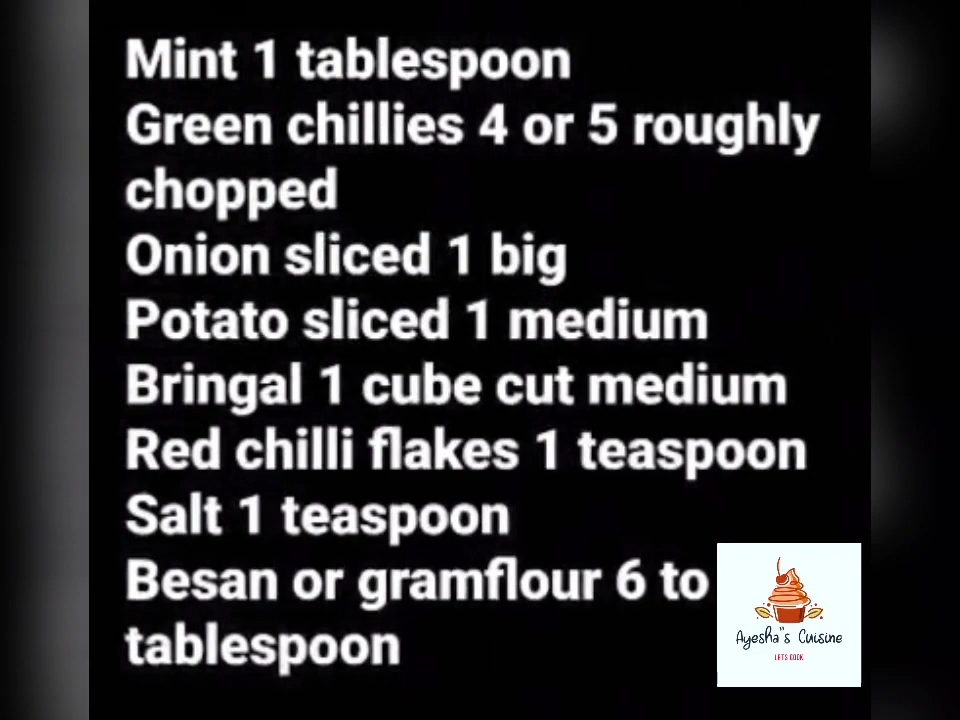 Mint 1 tablespoon
Green chillies 4 or 5 roughly
chopped
Onion sliced 1 big
Potato sliced 1 medium
Bringal 1 cube cut medium
Red chilli flakes 1 teaspoon
Salt 1 teaspoon
Besan or gramflour 6 to
tablespoon
Ayesha"s Cuisine
LETS COOK